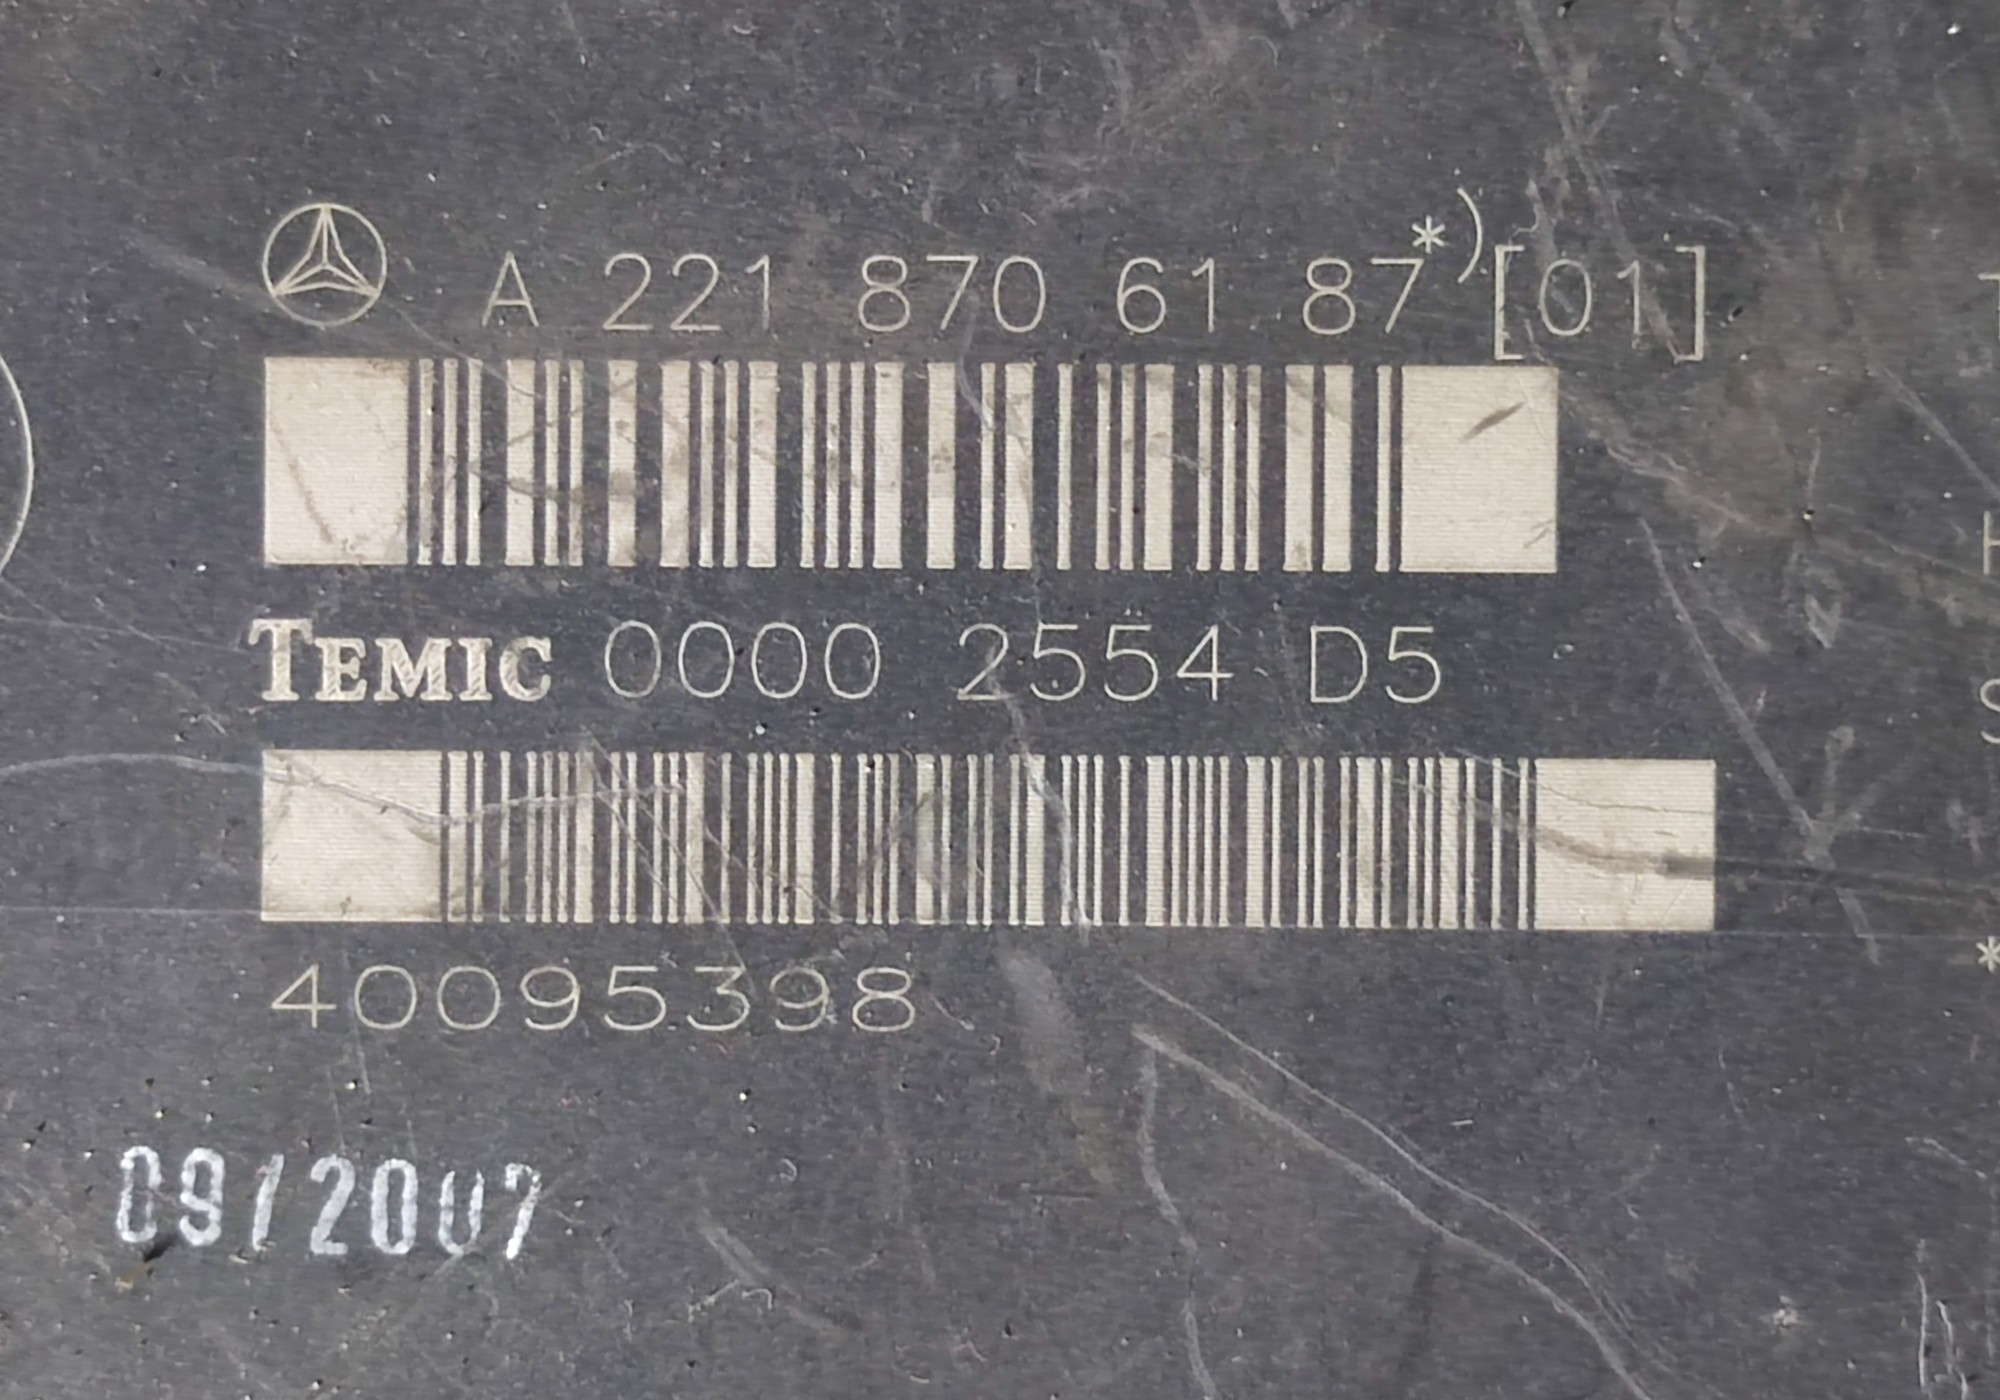 A 221 870 61 87*)[01]
TEMIC 0000 2554 D5
40095398
09/2007